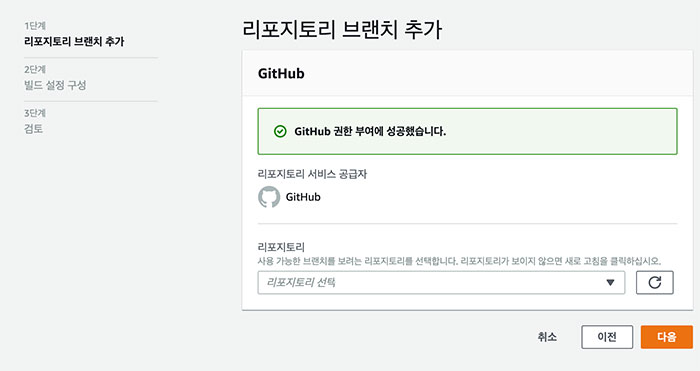 1단계
리포지토리 브랜치 추가
2단계
빌드 설정 구성
3단계
검토
리포지토리 브랜치 추가
GitHub
GitHub 권한 부여에 성공했습니다.
리포지토리 서비스 공급자
GitHub
리포지토리
사용 가능한 브랜치를 보려는 리포지토리를 선택합니다. 리포지토리가 보이지 않으면 새로 고침을 클릭하십시오.
리포지토리 선택
취소
이전
다음